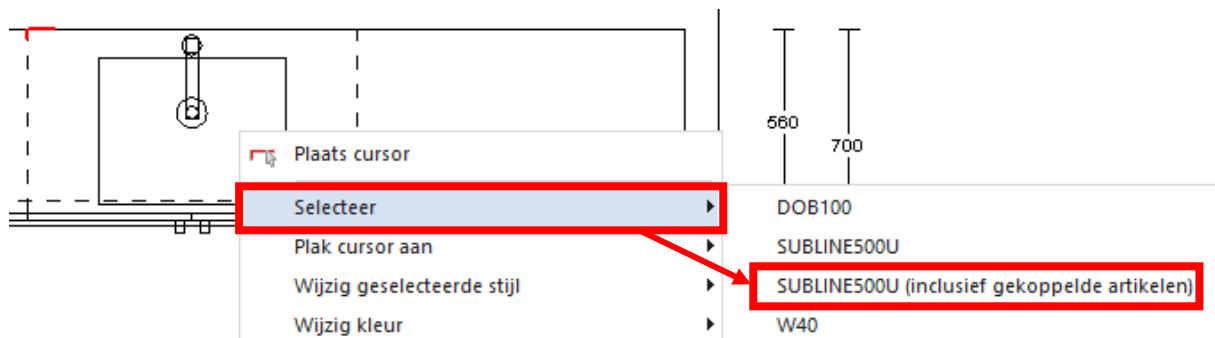 560
700
Plaats cursor
Selecteer
DOB100
Plak cursor aan
SUBLINE500U
Wijzig geselecteerde stijl
SUBLINE500U (inclusief gekoppelde artikelen)
Wijzig kleur
W40